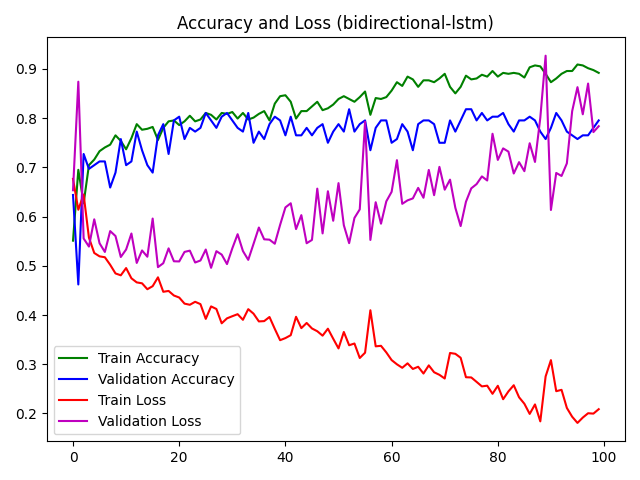 Accuracy and Loss (bidirectional-lstm)
0.9
0.8
0.7
0.6
0.5
0.4
0.3
0.2
Train Accuracy
Validation Accuracy
Train Loss
Validation Loss
0 20 40 60 80 100